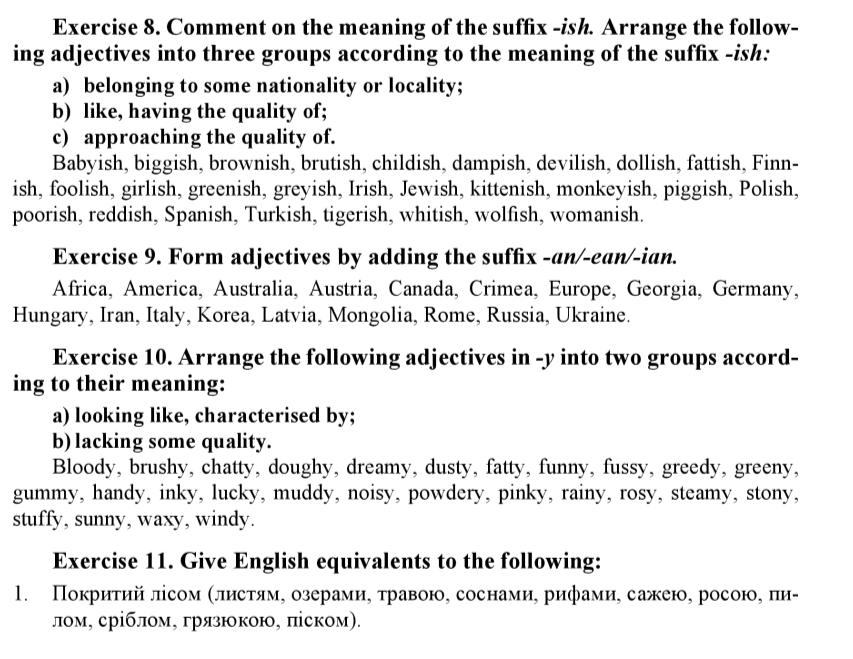 Exercise 8. Comment on the meaning of the suffix -ish. Arrange the follow-
ing adjectives into three groups according to the meaning of the suffix -ish:
a) belonging to some nationality or locality;
b) like, having the quality of;
c) approaching the quality of.
Babyish, biggish, brownish, brutish, childish, dampish, devilish, dollish, fattish, Finn-
ish, foolish, girlish, greenish, greyish, Irish, Jewish, kittenish, monkeyish, piggish, Polish,
poorish, reddish, Spanish, Turkish, tigerish, whitish, wolfish, womanish.
Exercise 9. Form adjectives by adding the suffix -an/-ean/-ian.
Africa, America, Australia, Austria, Canada, Crimea, Europe, Georgia, Germany,
Hungary, Iran, Italy, Korea, Latvia, Mongolia, Rome, Russia, Ukraine.
Exercise 10. Arrange the following adjectives in -y into two groups accord-
ing to their meaning:
a) looking like, characterised by;
b) lacking some quality.
Bloody, brushy, chatty, doughy, dreamy, dusty, fatty, funny, fussy, greedy, greeny,
gummy, handy, inky, lucky, muddy, noisy, powdery, pinky, rainy, rosy, steamy, stony,
stuffy, sunny, waxy, windy.
Exercise 11. Give English equivalents to the following:
1. Покритий лісом (листям, озерами, травою, соснами, рифами, сажею, росою, пи-
лом, сріблом, грязюкою, піском).